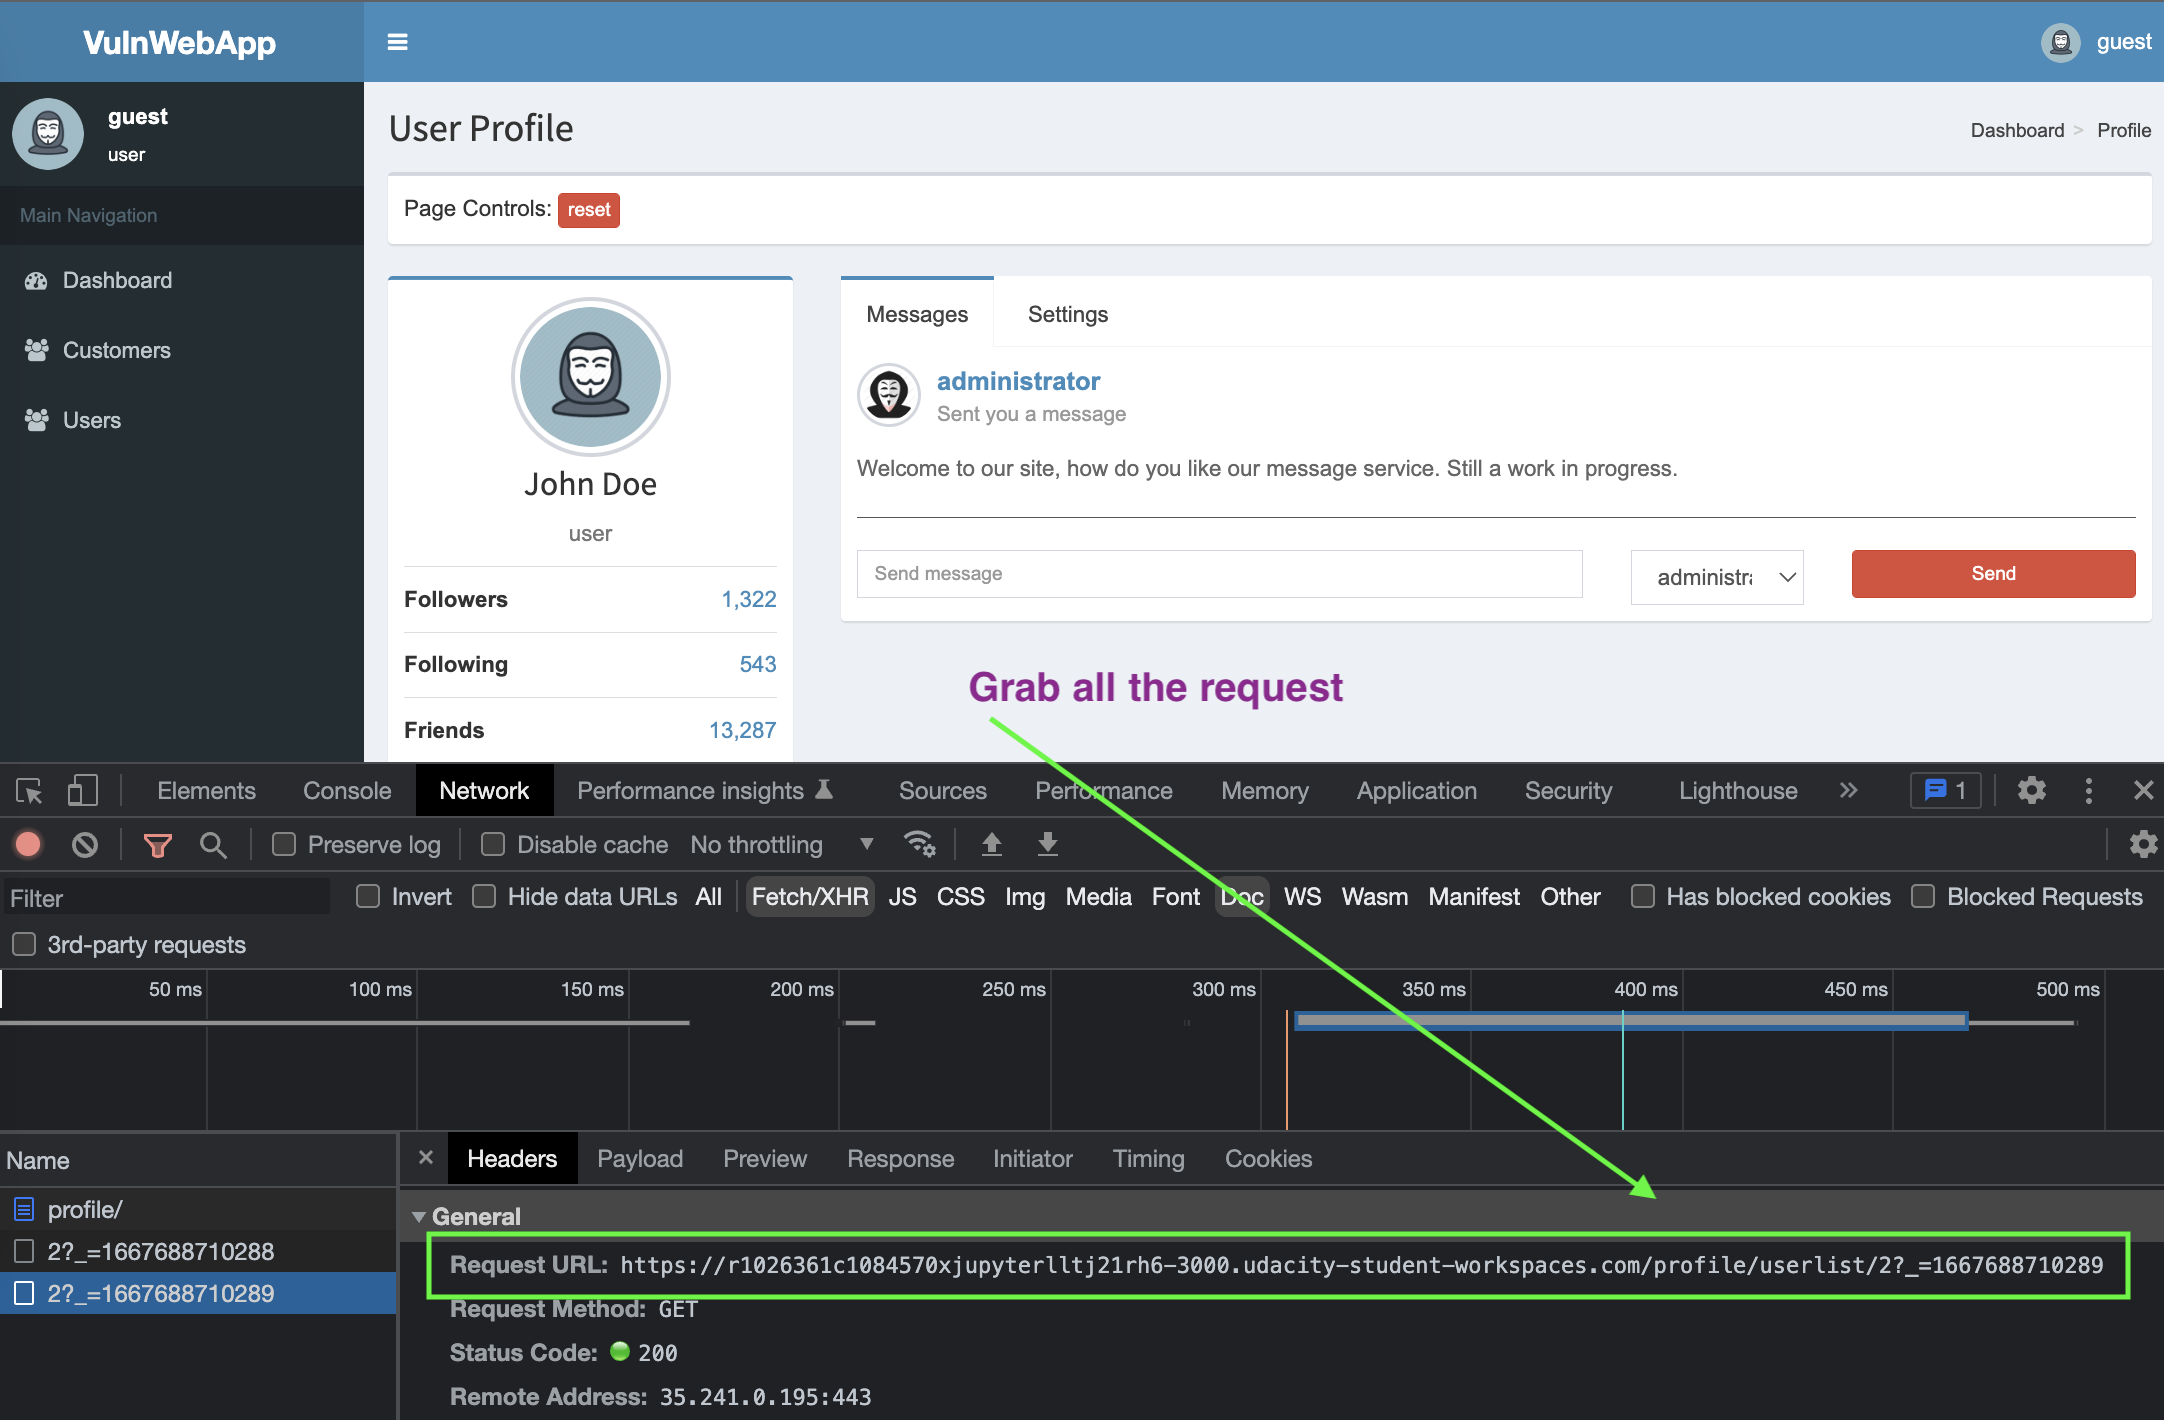 VulnWebApp
guest
guest
user
User Profile
Dashboard > Profile
Main Navigation
Page Controls: reset
Dashboard
Customers
Users
John Doe
user
Followers 1,322
Following 543
Friends 13,287
Messages Settings
administrator
Sent you a message
Welcome to our site, how do you like our message service. Still a work in progress.
Send message administra Send
Grab all the request
Elements Console Network Performance insights Sources Performance Memory Application Security Lighthouse » 1
Preserve log Disable cache No throttling
Filter Invert Hide data URLs All Fetch/XHR JS CSS Img Media Font Doc WS Wasm Manifest Other Has blocked cookies Blocked Requests
3rd-party requests
50 ms 100 ms 150 ms 200 ms 250 ms 300 ms 350 ms 400 ms 450 ms 500 ms
Name
profile/
2?_=1667688710288
2?_=1667688710289
× Headers Payload Preview Response Initiator Timing Cookies
General
Request URL: https://r1026361c1084570xjupyterlltj21rh6-3000.udacity-student-workspaces.com/profile/userlist/2?_=1667688710289
Request Method: GET
Status Code: 200
Remote Address: 35.241.0.195:443